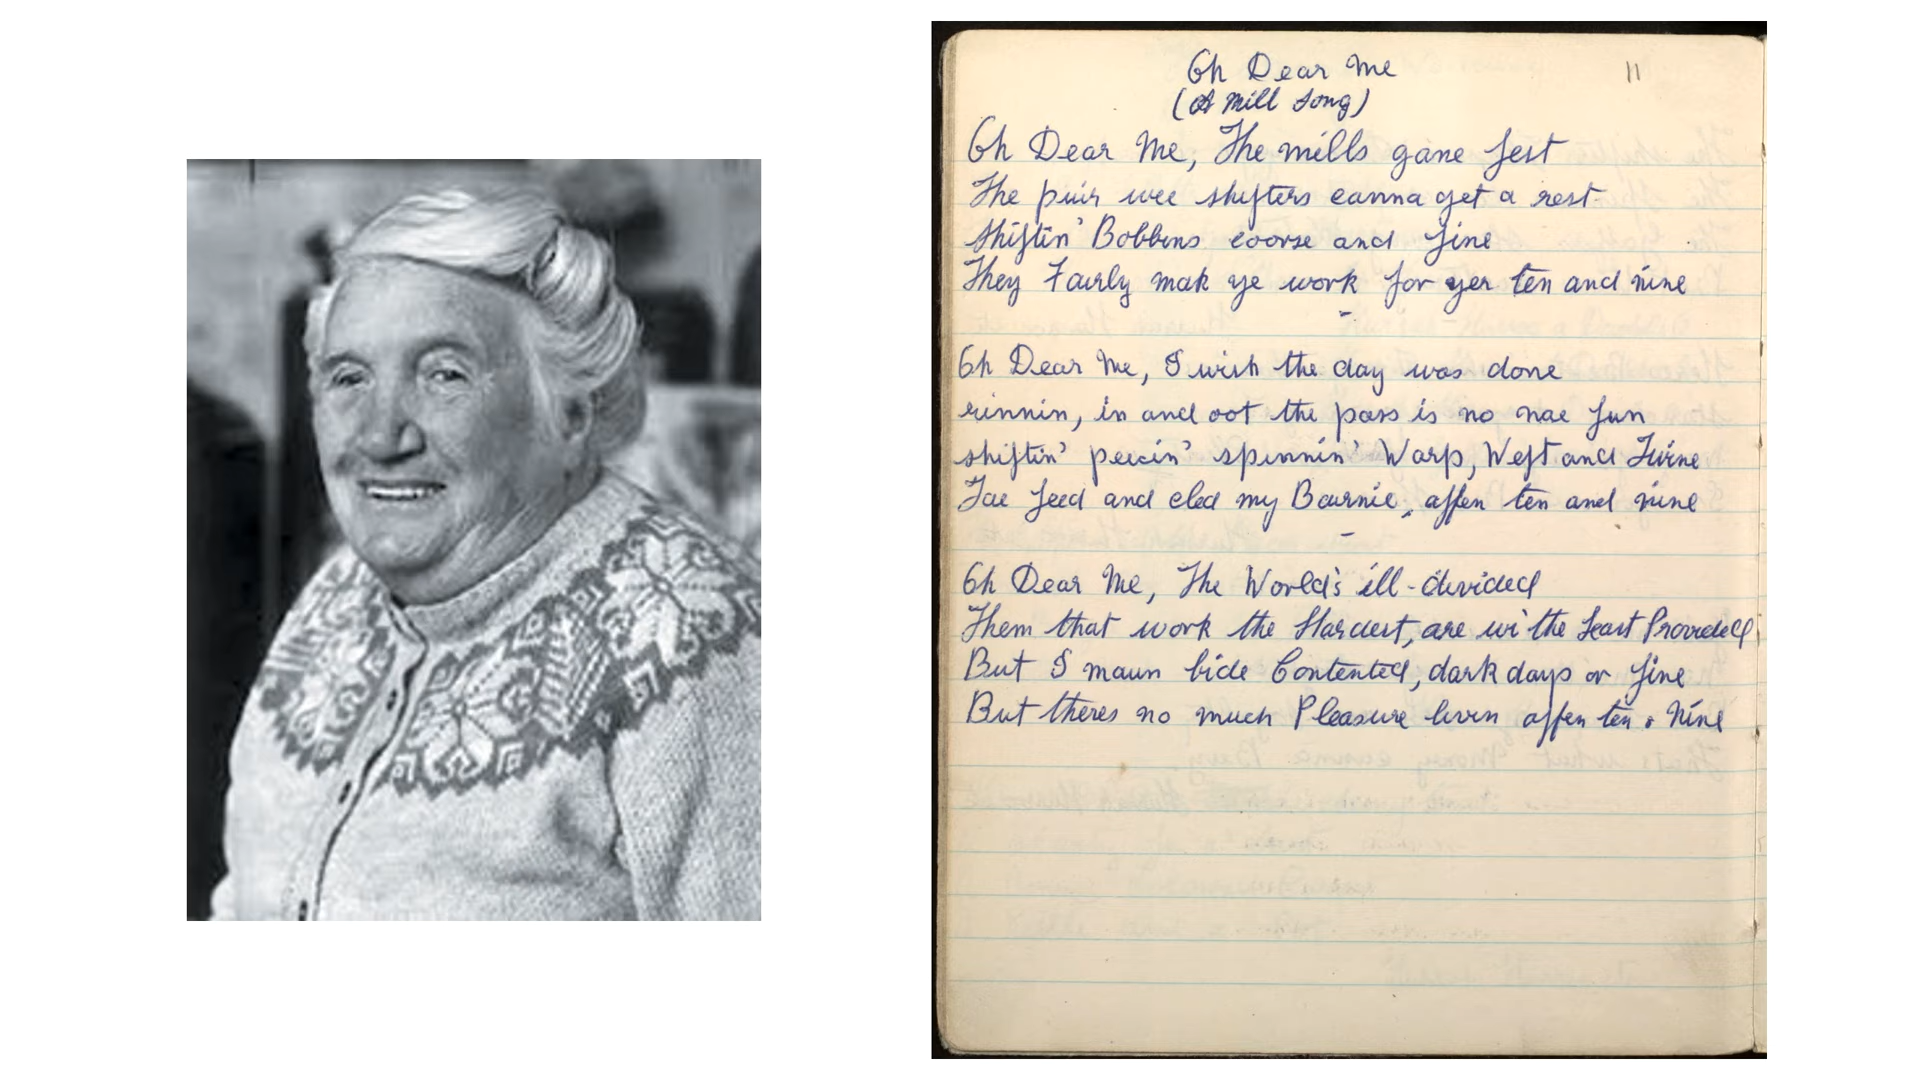 Oh Dear Me
11
(A Mill Song)
Oh Dear Me, The mills gane fest
The puir wee shifters canna get a rest
Shiftin' Bobbins coorse and fine
They Fairly mak ye work for yer ten and nine
Oh Dear Me, I wish the day was done
rinnin, in and oot the pass is no nae fun
shiftin' peicin' spinnin' Warp, Weft and Twine
Tae feed and cled my Bairnie, affen ten and nine
Oh Dear Me, The World's ill-divided
Them that work the Hardest, are wi the Least Provided
But I maun bide Contented, dark days or fine
But theres no much Pleasure livin affen ten & Nine